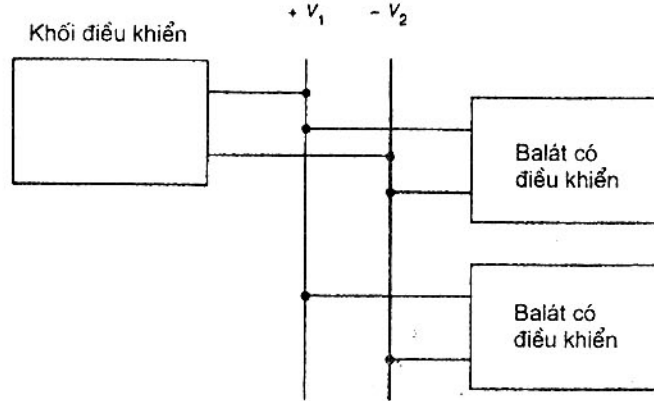 + V₁ – V₂
Khối điều khiển
Balát có
điều khiển
Balát có
điều khiển